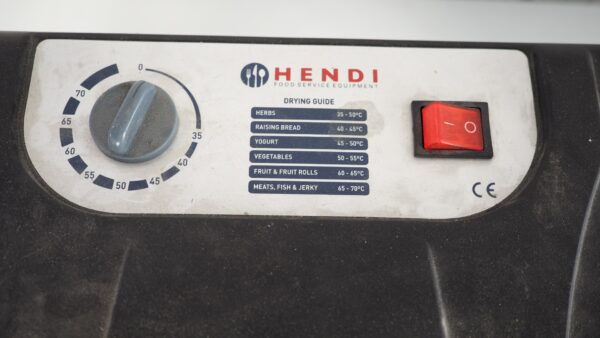 HENDI
FOOD SERVICE EQUIPMENT
DRYING GUIDE
HERBS 35 - 50°C
RAISING BREAD 40 - 45°C
YOGURT 45 - 50°C
VEGETABLES 50 - 55°C
FRUIT & FRUIT ROLLS 60 - 65°C
MEATS, FISH & JERKY 65 - 70°C
0
35
40
45
50
55
60
65
70
I O
CE